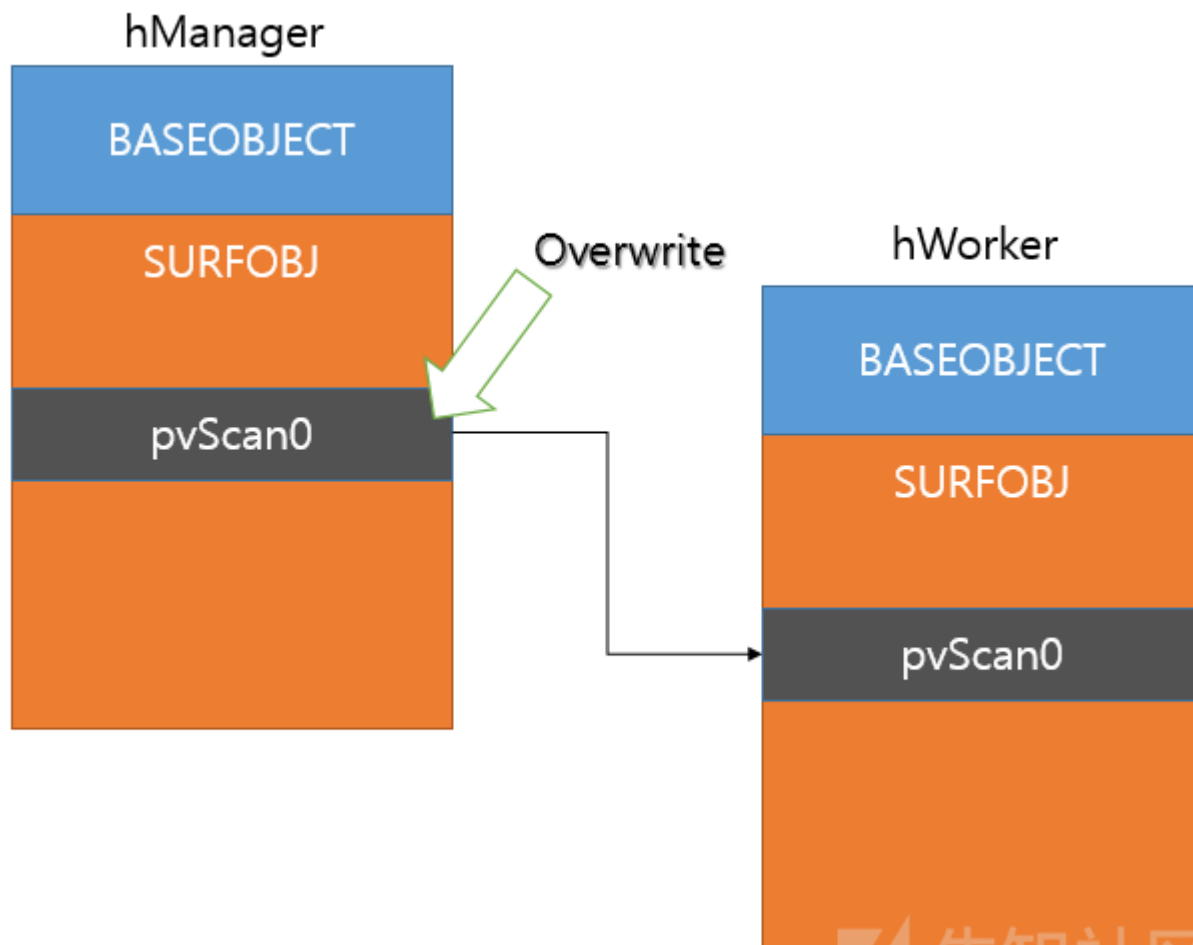 hManager
BASEOBJECT
SURFOBJ
Overwrite
pvScan0
hWorker
BASEOBJECT
SURFOBJ
pvScan0